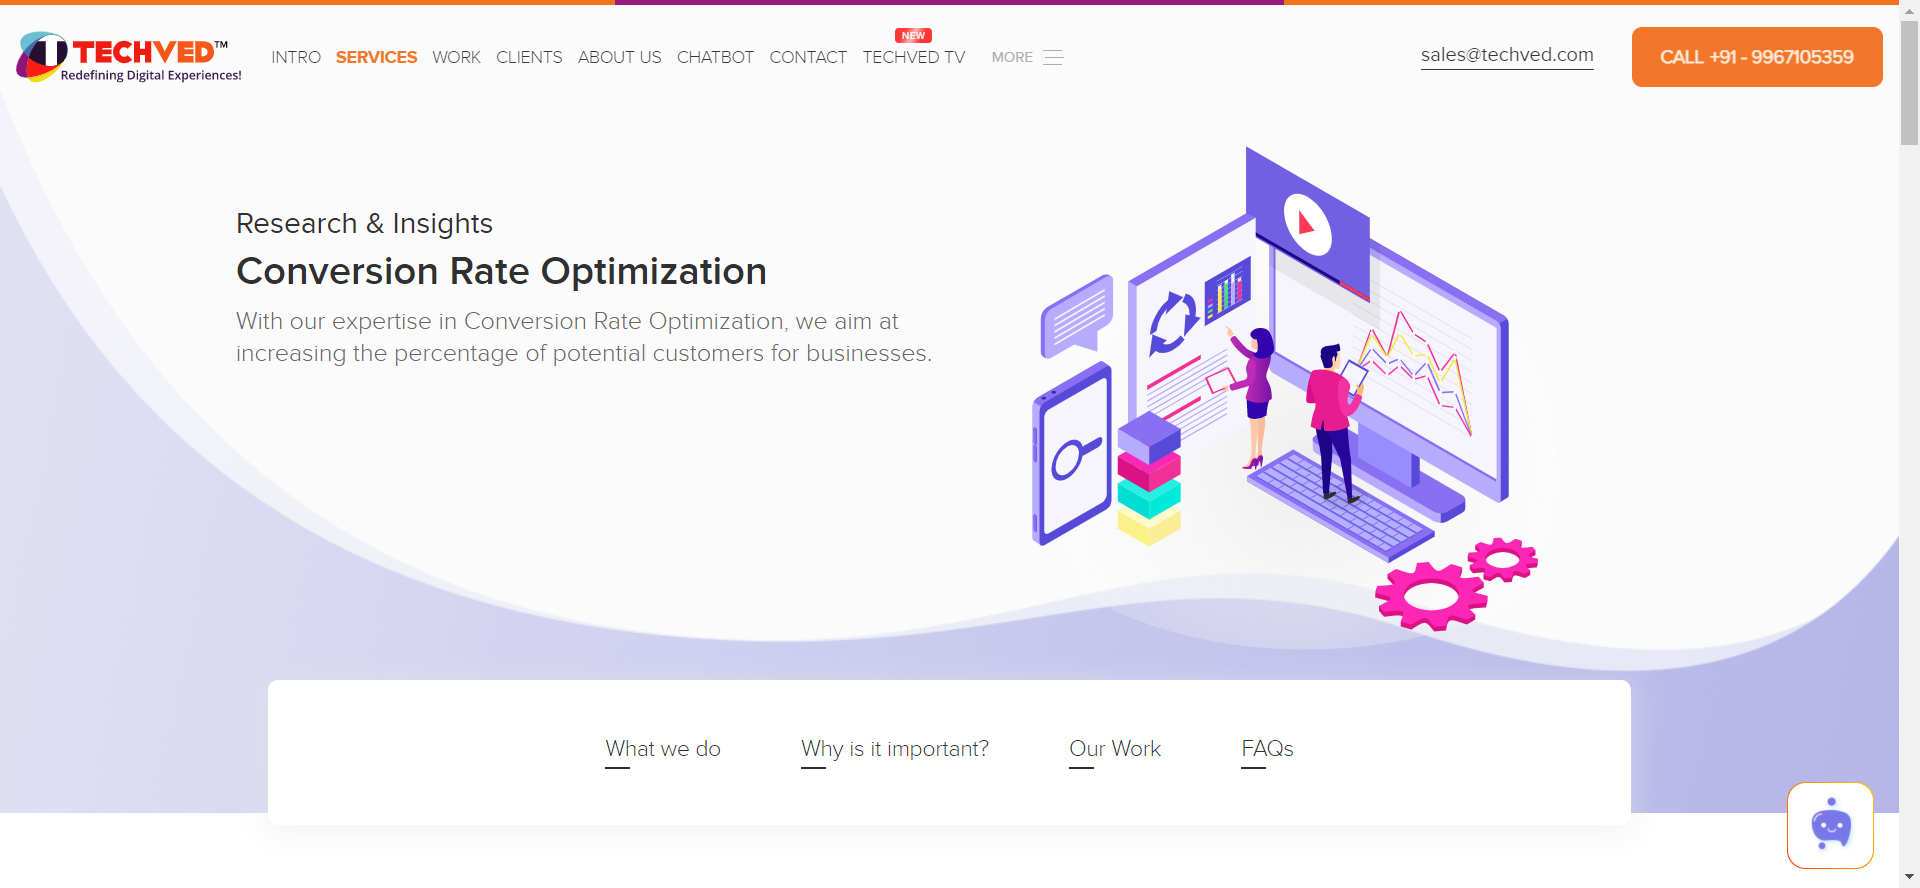 TECHVED™
Redefining Digital Experiences!
INTRO
SERVICES
WORK
CLIENTS
ABOUT US
CHATBOT
CONTACT
NEW
TECHVED TV
MORE
sales@techved.com
CALL +91 - 9967105359
Research & Insights
Conversion Rate Optimization
With our expertise in Conversion Rate Optimization, we aim at
increasing the percentage of potential customers for businesses.
What we do
Why is it important?
Our Work
FAQs